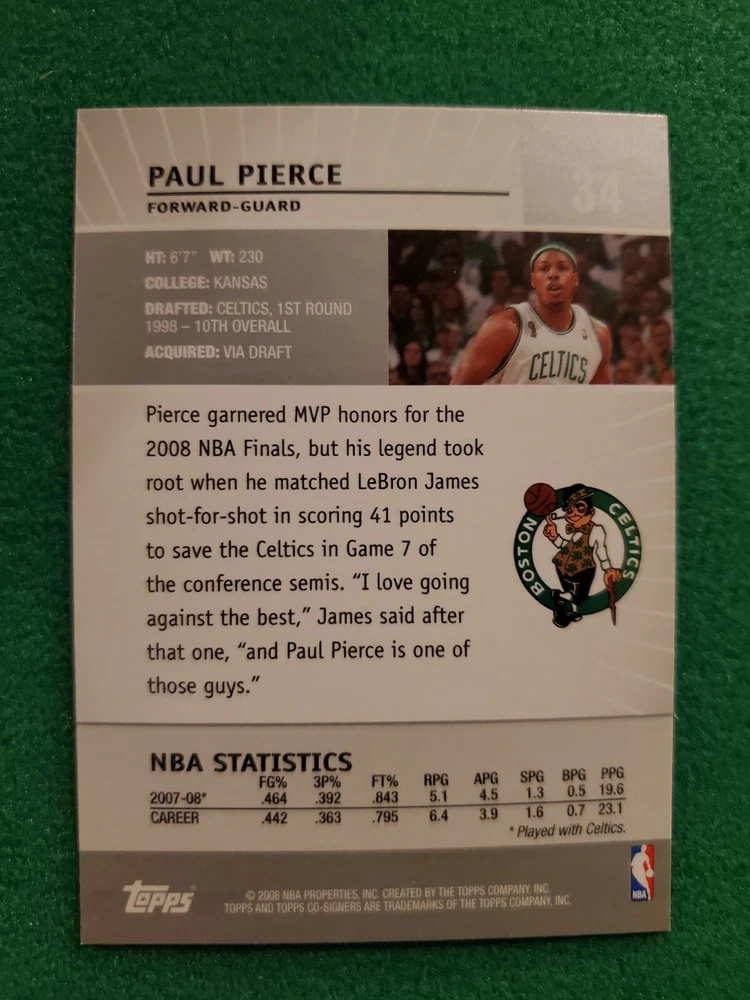 PAUL PIERCE
34
FORWARD-GUARD
HT: 6'7" WT: 230
COLLEGE: KANSAS
DRAFTED: CELTICS, 1ST ROUND
1998 – 10TH OVERALL
ACQUIRED: VIA DRAFT
CELTICS
Pierce garnered MVP honors for the
2008 NBA Finals, but his legend took
root when he matched LeBron James
shot-for-shot in scoring 41 points
to save the Celtics in Game 7 of
the conference semis. “I love going
against the best,” James said after
that one, “and Paul Pierce is one of
those guys.”
BOSTON CELTICS
NBA STATISTICS
FG% 3P% FT% RPG APG SPG BPG PPG
2007-08* .464 .392 .843 5.1 4.5 1.3 0.5 19.6
CAREER .442 .363 .795 6.4 3.9 1.6 0.7 23.1
* Played with Celtics.
Topps®
© 2008 NBA PROPERTIES, INC. CREATED BY THE TOPPS COMPANY, INC.
TOPPS AND TOPPS CO-SIGNERS ARE TRADEMARKS OF THE TOPPS COMPANY, INC.
NBA